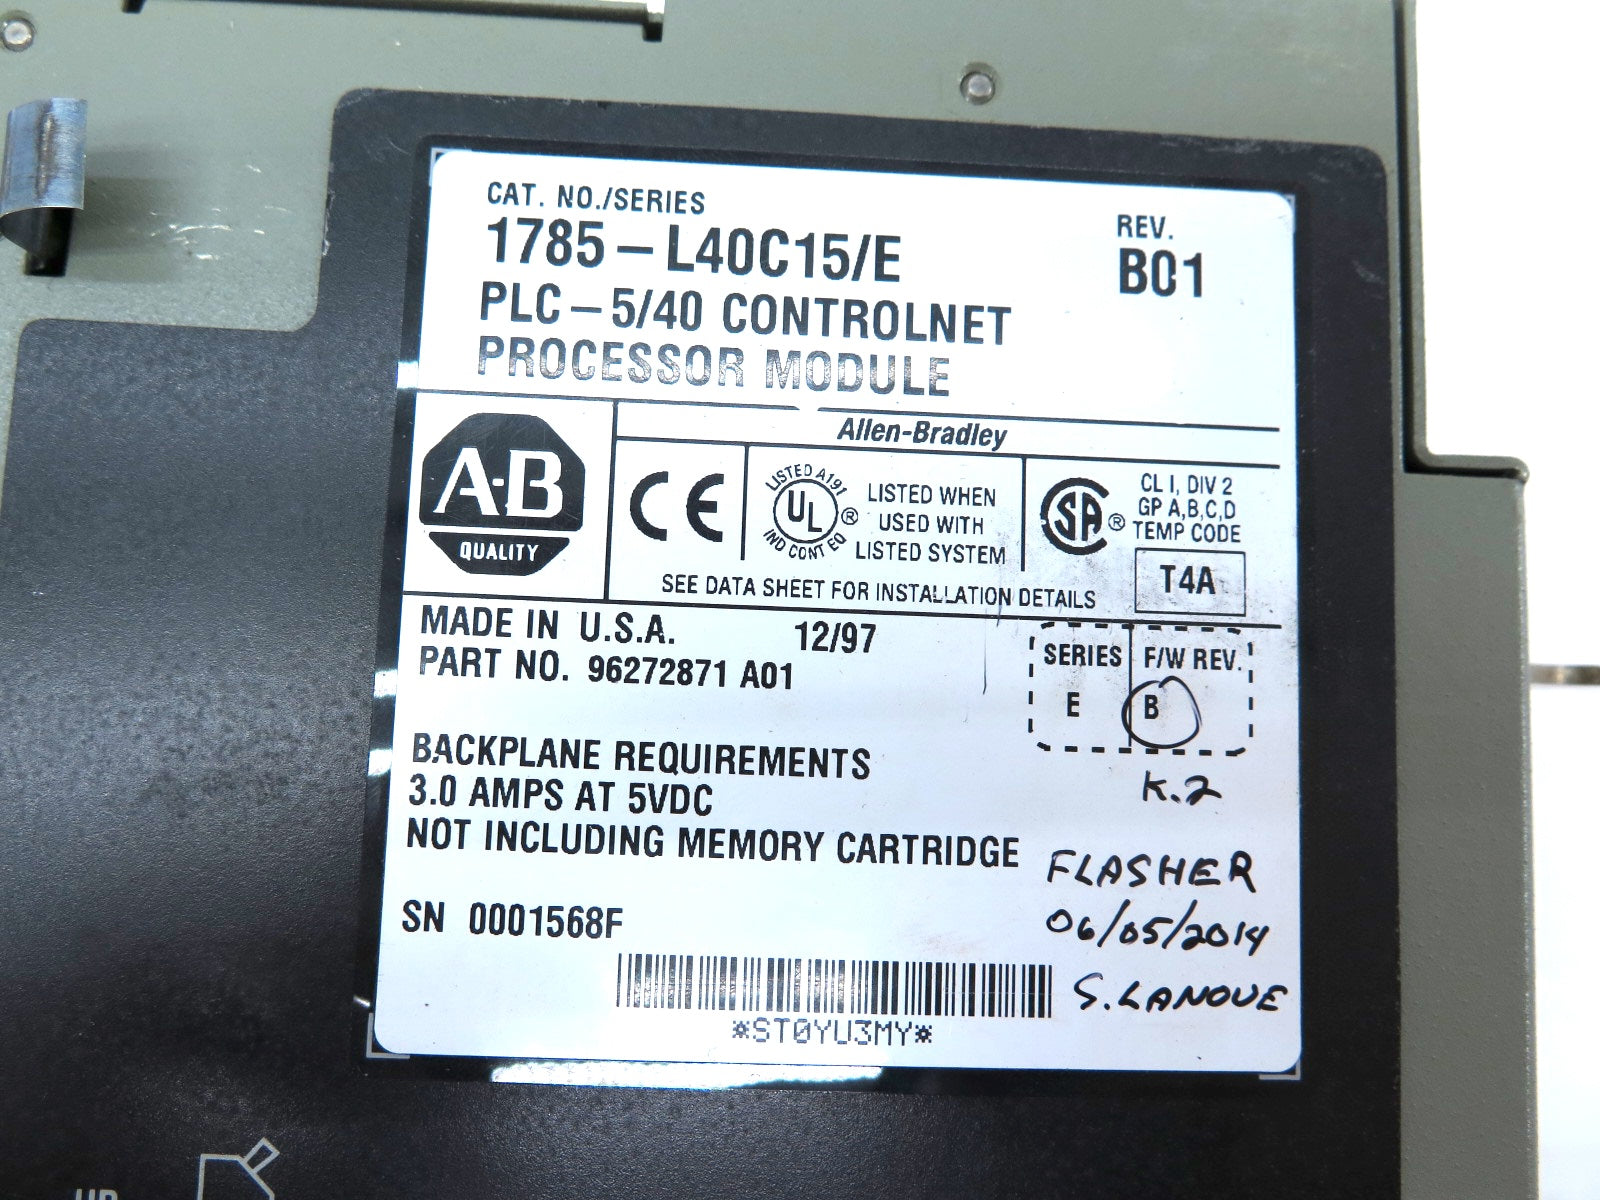 CAT. NO./SERIES
1785-L40C15/E
REV.
B01
PLC-5/40 CONTROLNET
PROCESSOR MODULE
Allen-Bradley
A-B
QUALITY
CE
LISTED A191
UL ®
IND CONT EQ
LISTED WHEN
USED WITH
LISTED SYSTEM
SA ®
CL I, DIV 2
GP A,B,C,D
TEMP CODE
T4A
SEE DATA SHEET FOR INSTALLATION DETAILS
MADE IN U.S.A. 12/97
PART NO. 96272871 A01
SERIES F/W REV.
E B
K.2
BACKPLANE REQUIREMENTS
3.0 AMPS AT 5VDC
NOT INCLUDING MEMORY CARTRIDGE
FLASHER
06/05/2014
S. LANOUE
SN 0001568F
*ST0YU3MY*